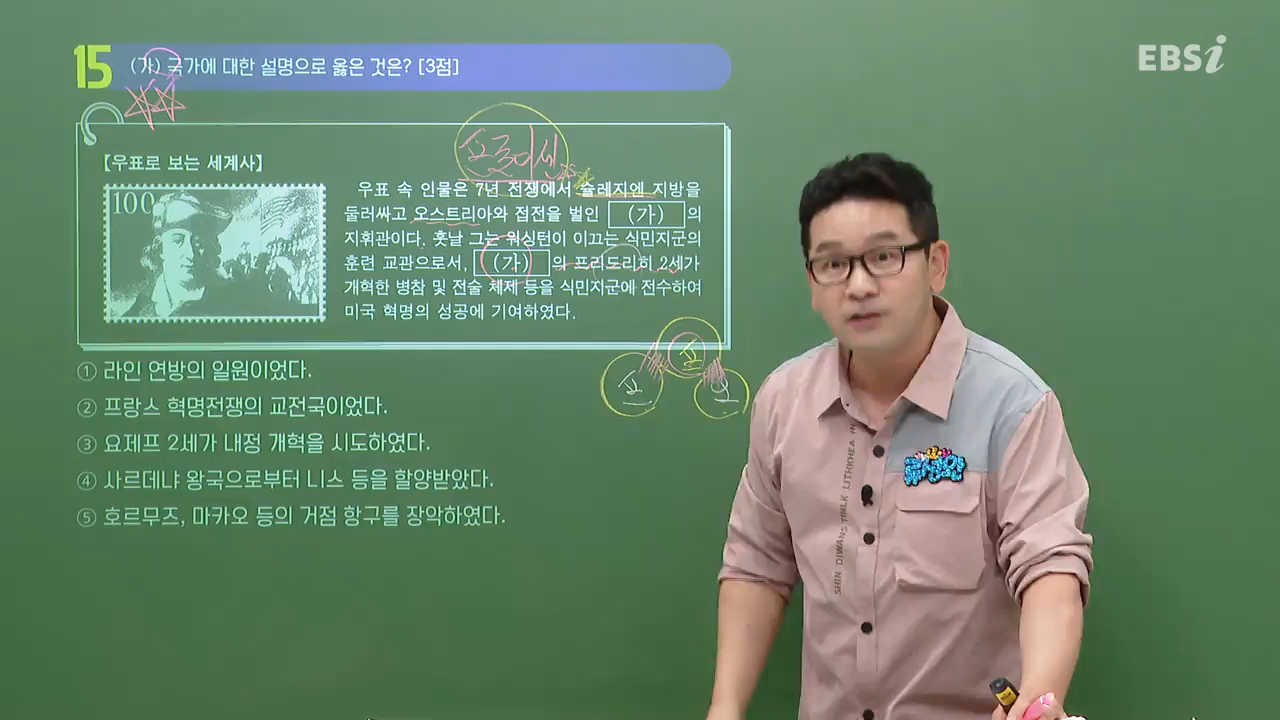 15 (가) 국가에 대한 설명으로 옳은 것은? [3점]
EBSi
프로이센
【우표로 보는 세계사】
100
우표 속 인물은 7년 전쟁에서 슐레지엔 지방을
둘러싸고 오스트리아와 접전을 벌인 (가) 의
지휘관이다. 훗날 그는 워싱턴이 이끄는 식민지군의
훈련 교관으로서, (가) 의 프리드리히 2세가
개혁한 병참 및 전술 체제 등을 식민지군에 전수하여
미국 혁명의 성공에 기여하였다.
① 라인 연방의 일원이었다.
② 프랑스 혁명전쟁의 교전국이었다.
③ 요제프 2세가 내정 개혁을 시도하였다.
④ 사르데냐 왕국으로부터 니스 등을 할양받았다.
⑤ 호르무즈, 마카오 등의 거점 항구를 장악하였다.